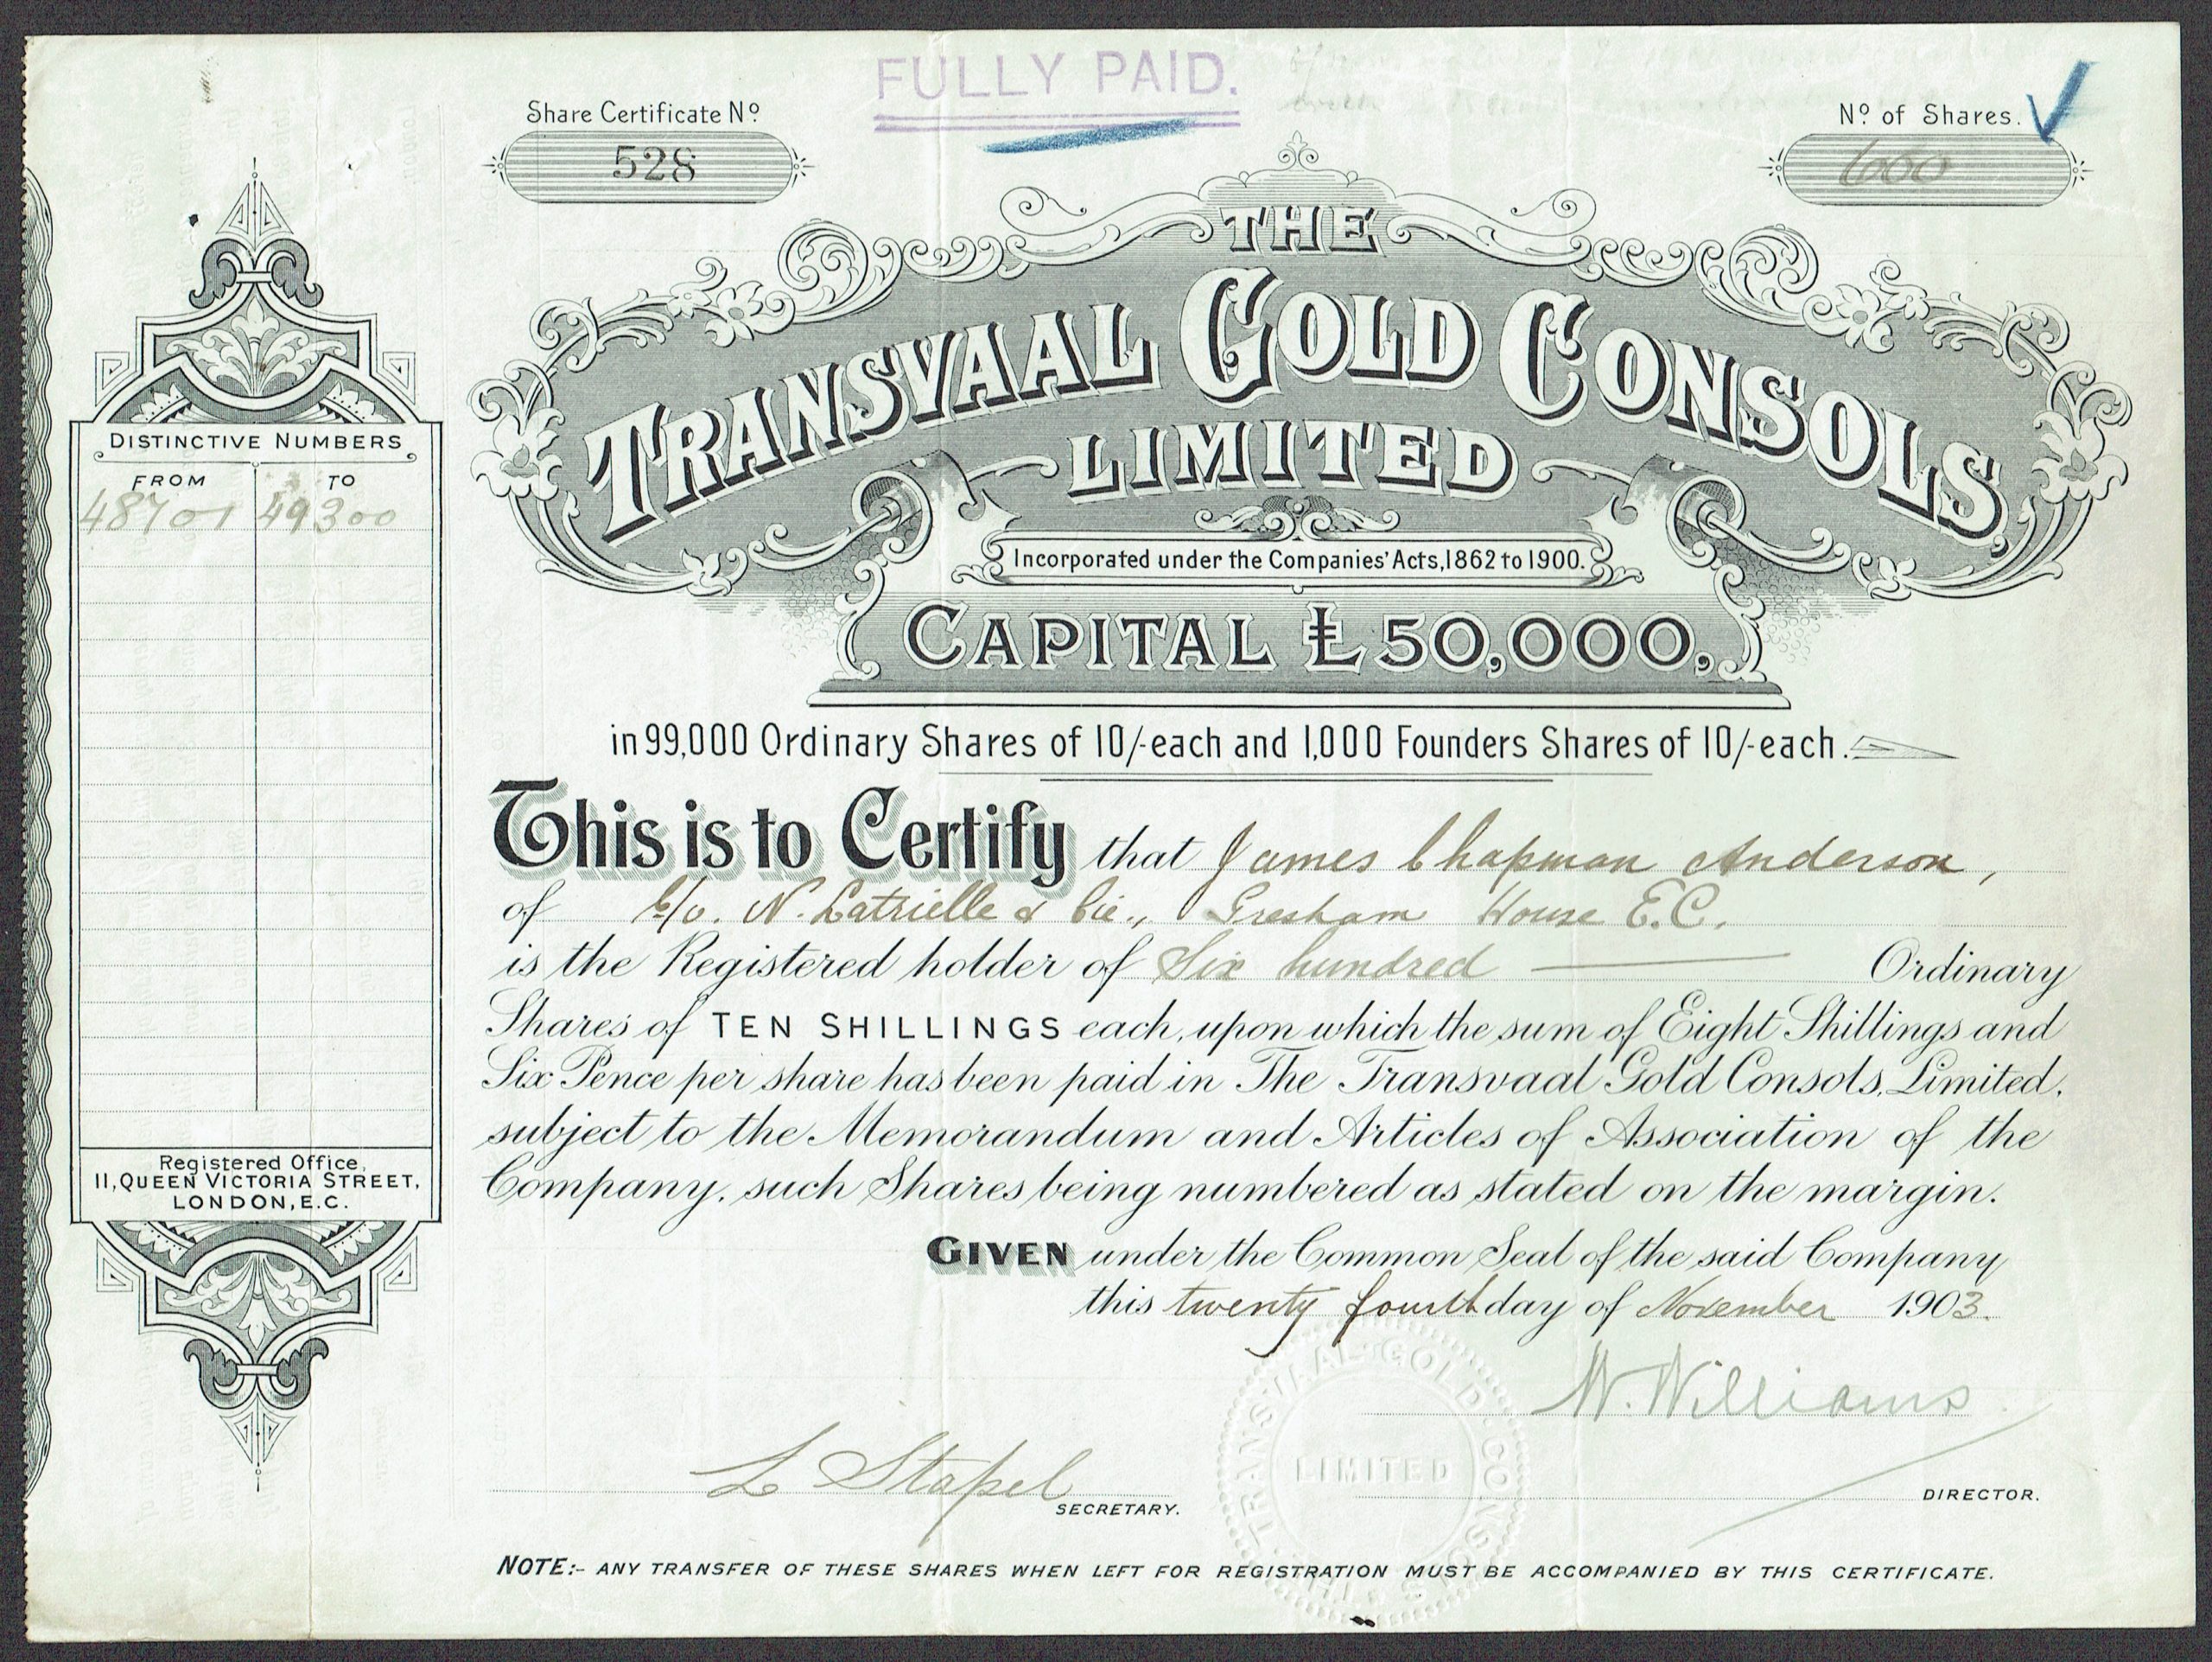 FULLY PAID.
Share Certificate No.
528
No. of Shares.
600
THE
TRANSVAAL GOLD CONSOLS
LIMITED
Incorporated under the Companies' Acts, 1862 to 1900.
CAPITAL £50,000,
in 99,000 Ordinary Shares of 10/- each and 1,000 Founders Shares of 10/- each.
This is to Certify that James Chapman Anderson,
of c/o. N. Latrielle & Cie., Gresham House E.C.
is the Registered holder of Six hundred Ordinary
Shares of TEN SHILLINGS each, upon which the sum of Eight Shillings and
Six Pence per share has been paid in The Transvaal Gold Consols, Limited,
subject to the Memorandum and Articles of Association of the
Company, such Shares being numbered as stated on the margin.
GIVEN under the Common Seal of the said Company
this twenty fourth day of November 1903.
W. Williams
DIRECTOR.
L Stapel
SECRETARY.
THE TRANSVAAL GOLD CONSOLS
LIMITED
NOTE:- ANY TRANSFER OF THESE SHARES WHEN LEFT FOR REGISTRATION MUST BE ACCOMPANIED BY THIS CERTIFICATE.
DISTINCTIVE NUMBERS
FROM TO
48701 49300
Registered Office,
11, QUEEN VICTORIA STREET,
LONDON, E.C.